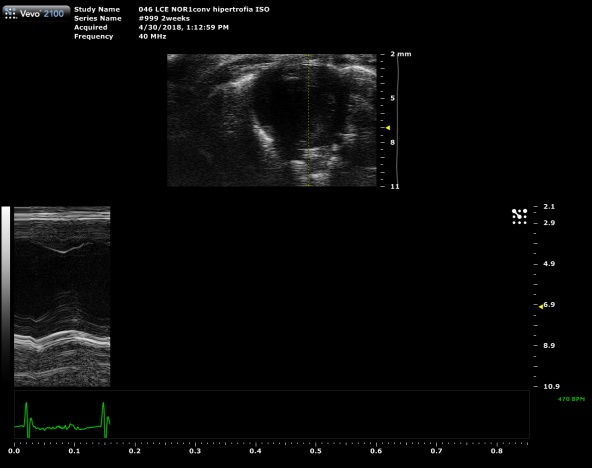 Vevo 2100
Study Name 046 LCE NOR1conv hipertrofia ISO
Series Name #999 2weeks
Acquired 4/30/2018, 1:12:59 PM
Frequency 40 MHz
2 mm
5
8
11
2.1
2.9
4.9
6.9
8.9
10.9
470 BPM
0.0 0.1 0.2 0.3 0.4 0.5 0.6 0.7 0.8